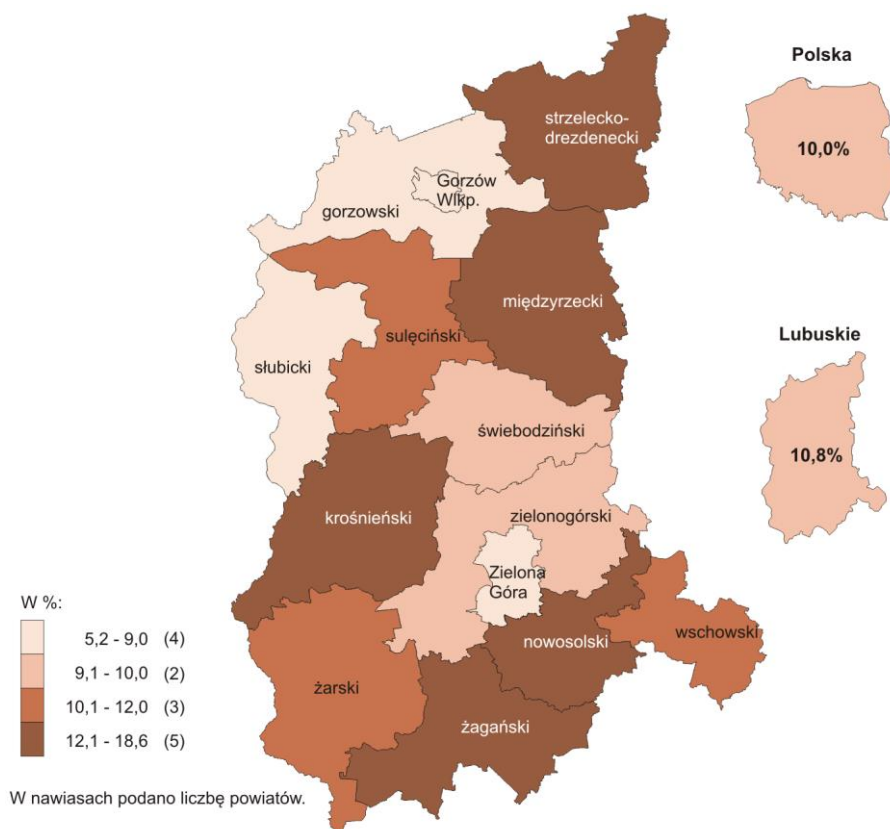 Polska
10,0%
Lubuskie
10,8%
strzelecko-
drezdenecki
Gorzów
Wlkp.
gorzowski
międzyrzecki
sulęciński
słubicki
świebodziński
krośnieński
zielonogórski
Zielona
Góra
nowosolski
wschowski
żarski
żagański
W %:
5,2 - 9,0 (4)
9,1 - 10,0 (2)
10,1 - 12,0 (3)
12,1 - 18,6 (5)
W nawiasach podano liczbę powiatów.